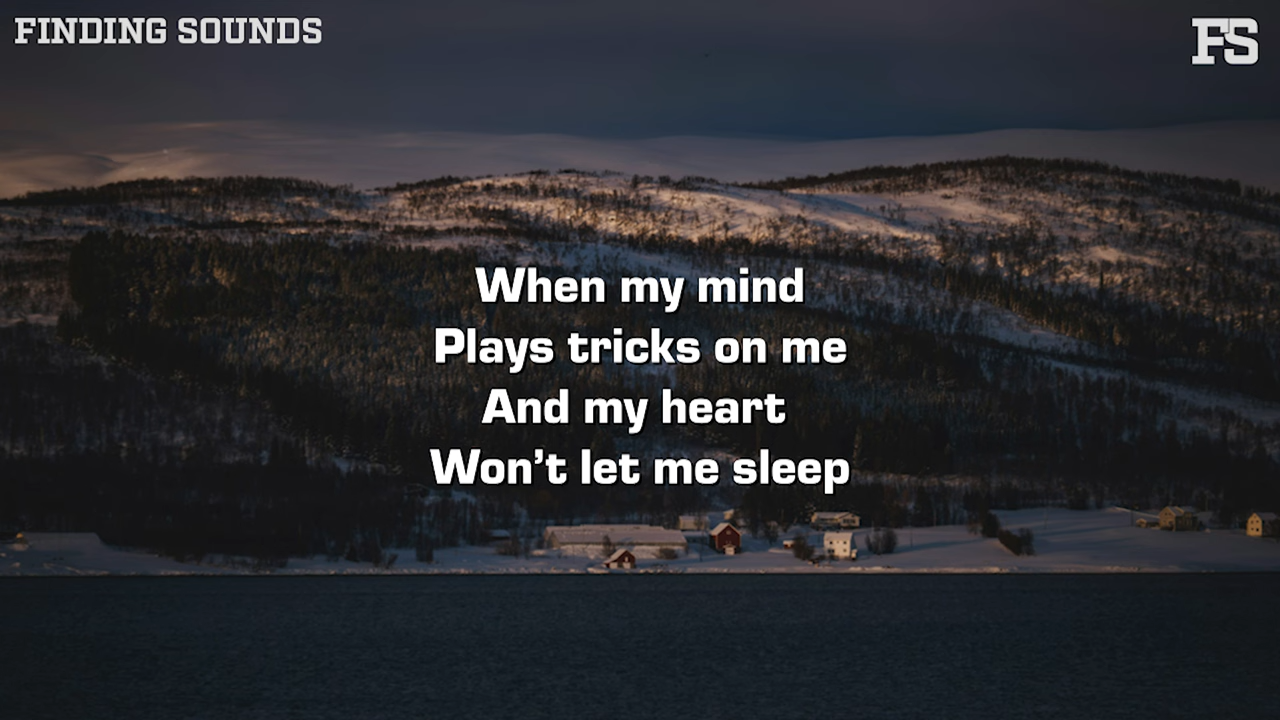 FINDING SOUNDS
FS
When my mind
Plays tricks on me
And my heart
Won't let me sleep